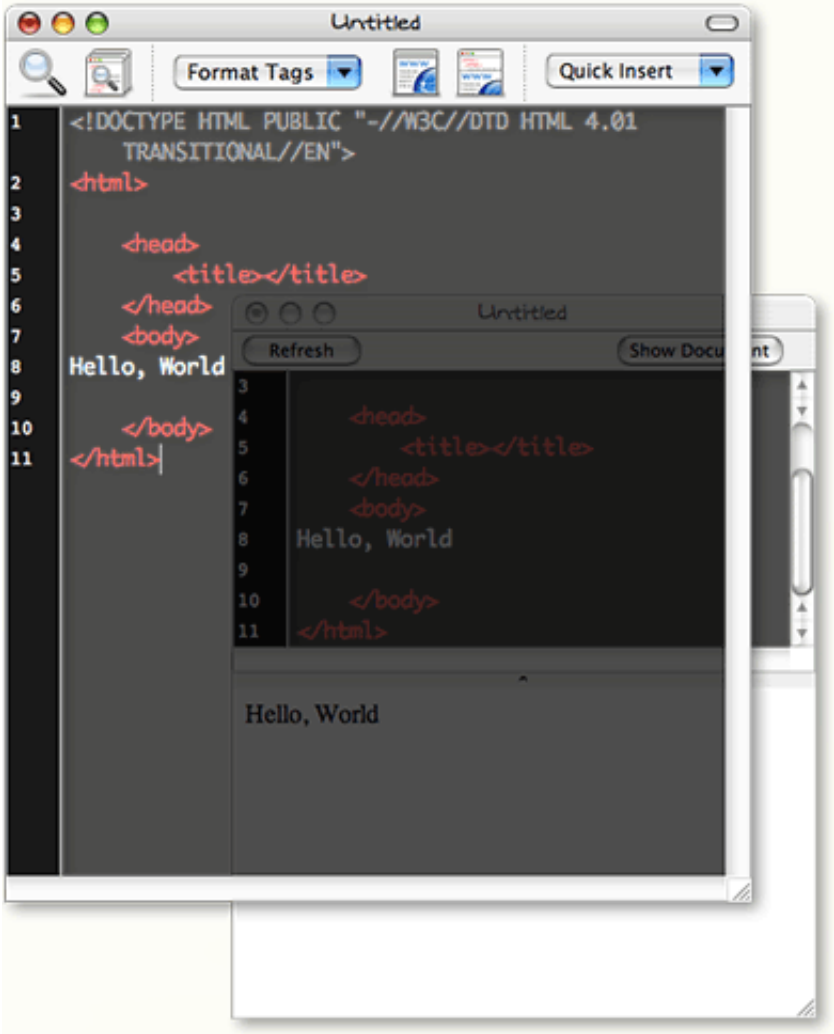 Untitled
Format Tags
Quick Insert
1 <!DOCTYPE HTML PUBLIC "-//W3C//DTD HTML 4.01
TRANSITIONAL//EN">
2 <html>
3
4 <head>
5 <title></title>
6 </head>
7 <body>
8 Hello, World
9
10 </body>
11 </html>
Untitled
Refresh
Show Document
3
4 <head>
5 <title></title>
6 </head>
7 <body>
8 Hello, World
9
10 </body>
11 </html>
Hello, World